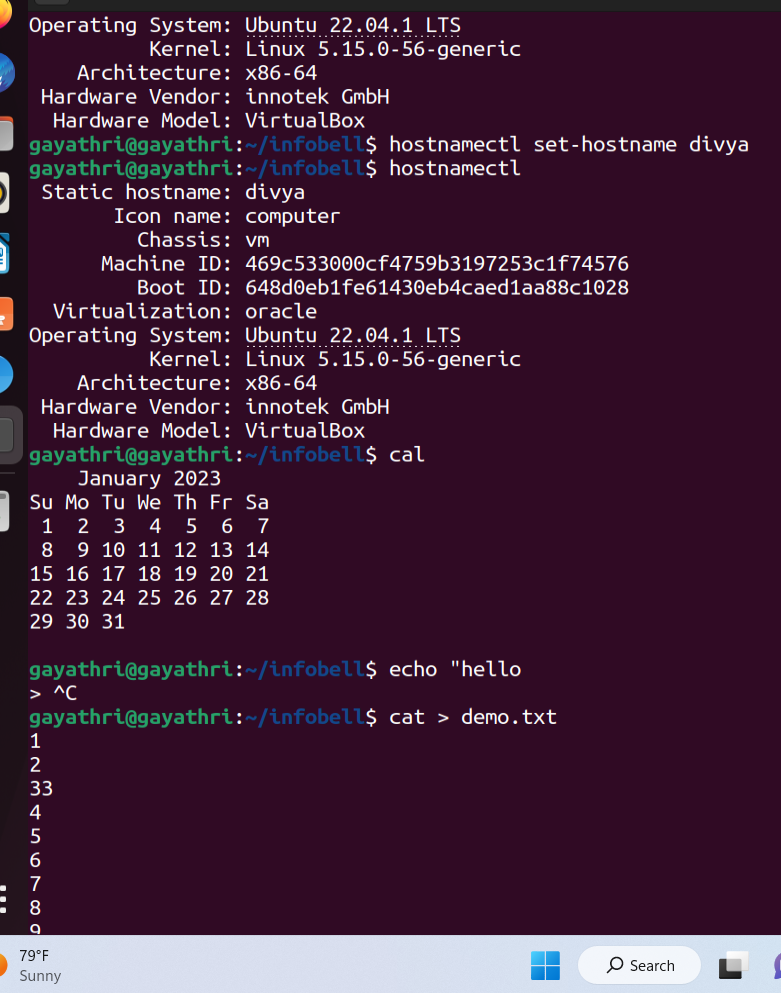 Operating System: Ubuntu 22.04.1 LTS
Kernel: Linux 5.15.0-56-generic
Architecture: x86-64
Hardware Vendor: innotek GmbH
Hardware Model: VirtualBox
gayathri@gayathri:~/infobell$ hostnamectl set-hostname divya
gayathri@gayathri:~/infobell$ hostnamectl
Static hostname: divya
Icon name: computer
Chassis: vm
Machine ID: 469c533000cf4759b3197253c1f74576
Boot ID: 648d0eb1fe61430eb4caed1aa88c1028
Virtualization: oracle
Operating System: Ubuntu 22.04.1 LTS
Kernel: Linux 5.15.0-56-generic
Architecture: x86-64
Hardware Vendor: innotek GmbH
Hardware Model: VirtualBox
gayathri@gayathri:~/infobell$ cal
January 2023
Su Mo Tu We Th Fr Sa
1 2 3 4 5 6 7
8 9 10 11 12 13 14
15 16 17 18 19 20 21
22 23 24 25 26 27 28
29 30 31
gayathri@gayathri:~/infobell$ echo "hello
> ^C
gayathri@gayathri:~/infobell$ cat > demo.txt
1
2
33
4
5
6
7
8
9
79°F
Sunny
Search